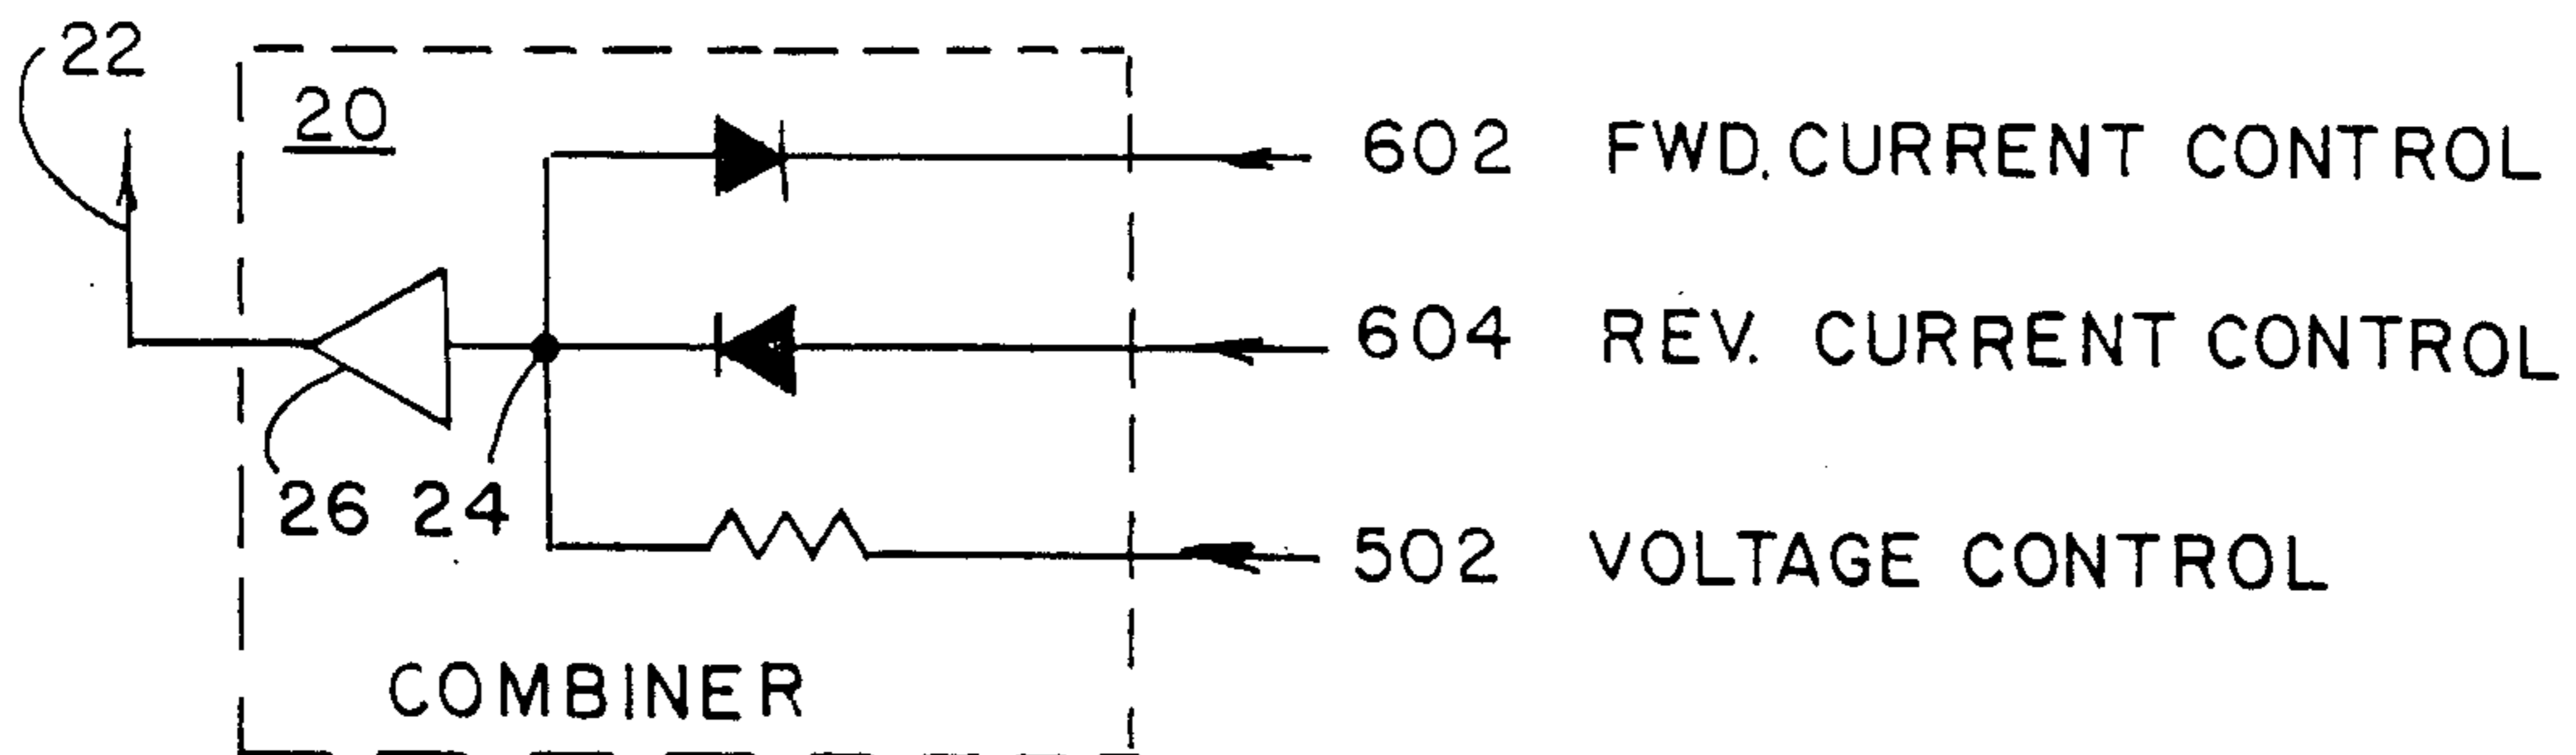 22
20
602 FWD. CURRENT CONTROL
604 REV. CURRENT CONTROL
26 24
502 VOLTAGE CONTROL
COMBINER